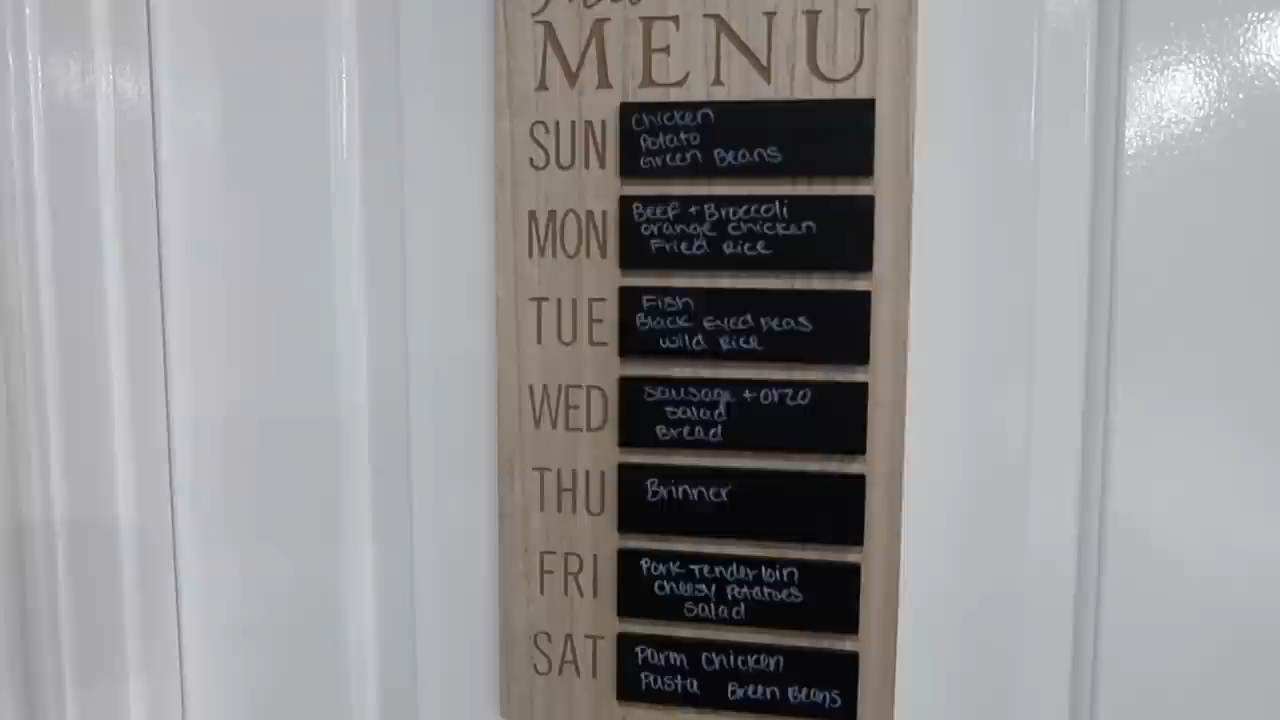 MENU
SUN
Chicken
Potato
Green Beans
MON
Beef + Broccoli
orange chicken
Fried Rice
TUE
Fish
Black Eyed Peas
wild Rice
WED
Sausage + orzo
Salad
Bread
THU
Brinner
FRI
Pork Tenderloin
Cheesy Potatoes
Salad
SAT
Parm Chicken
Pasta Green Beans